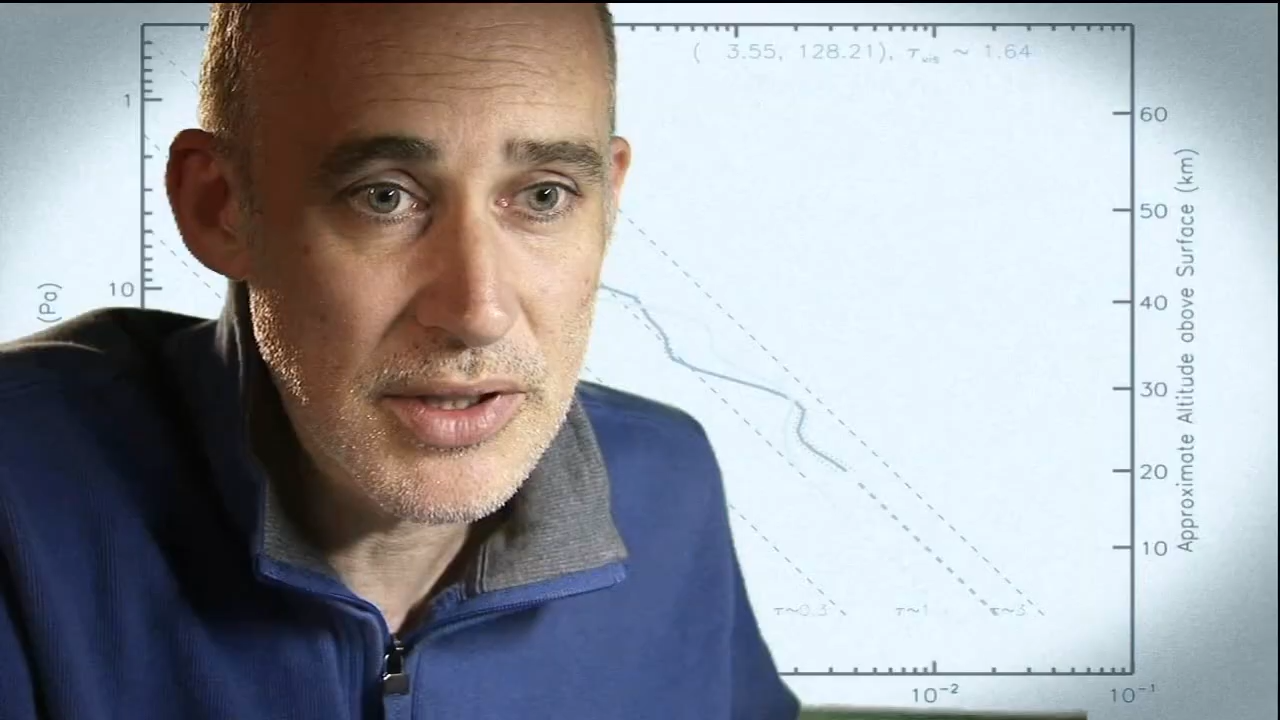 ( 3.55, 128.21), τvis ~ 1.64
1
10
(Pa)
60
50
40
30
20
10
Approximate Altitude above Surface (km)
τ~0.3
τ~1
τ~3
10⁻²
10⁻¹